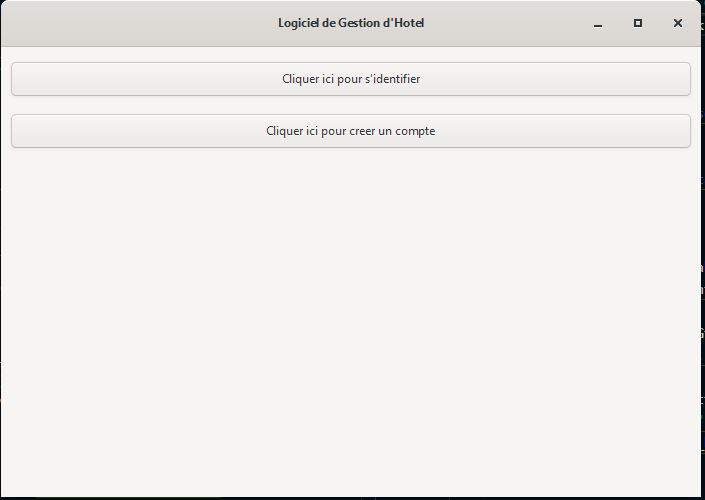 Logiciel de Gestion d'Hotel
Cliquer ici pour s'identifier
Cliquer ici pour creer un compte